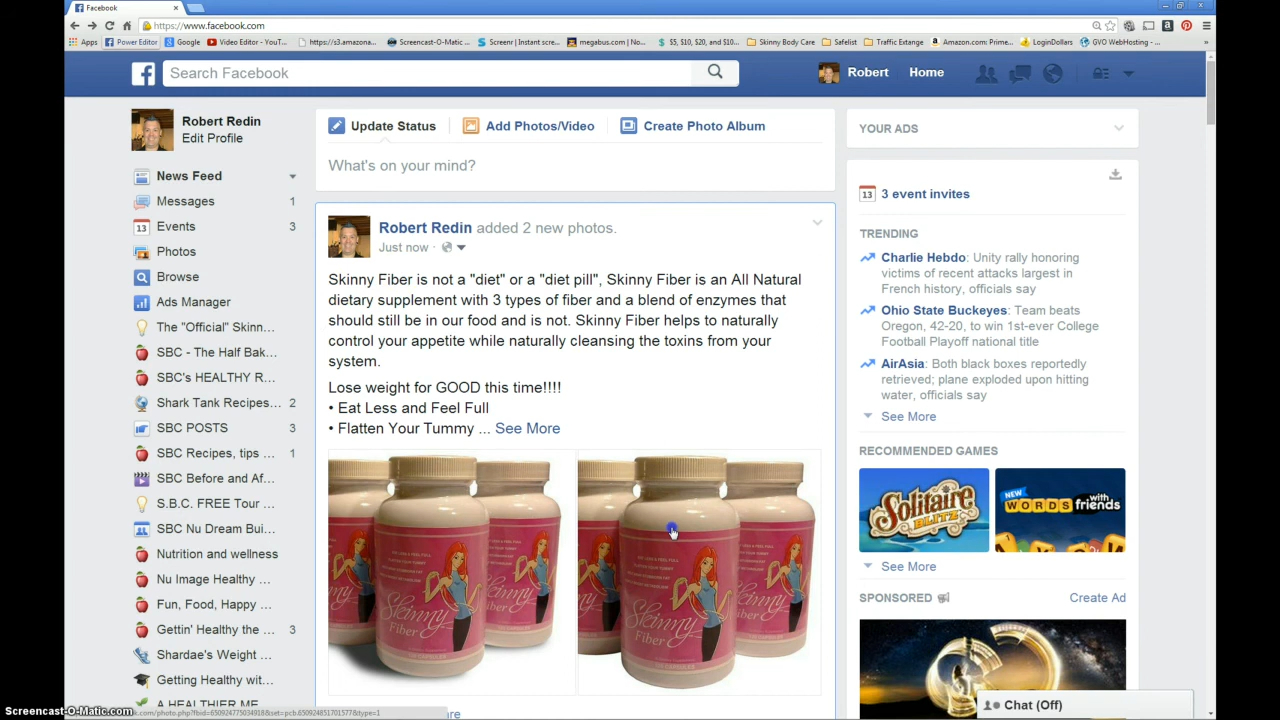 Facebook
https://www.facebook.com
Apps
Power Editor
Google
Video Editor - YouT...
https://s3.amazona...
Screencast-O-Matic ...
Screenr | Instant scre...
megabus.com | No...
$5, $10, $20, and $10...
Skinny Body Care
Safelist
Traffic Extange
Amazon.com: Prime...
LoginDollars
GVO WebHosting - ...
Search Facebook
Robert
Home
Robert Redin
Edit Profile
News Feed
Messages 1
Events 3
Photos
Browse
Ads Manager
The "Official" Skinn...
SBC - The Half Bak...
SBC's HEALTHY R...
Shark Tank Recipes... 2
SBC POSTS 3
SBC Recipes, tips ... 1
SBC Before and Af...
S.B.C. FREE Tour ...
SBC Nu Dream Bui...
Nutrition and wellness
Nu Image Healthy ...
Fun, Food, Happy ...
Gettin' Healthy the ... 3
Shardae's Weight ...
Getting Healthy wit...
A HEALTHIER ME
Update Status
Add Photos/Video
Create Photo Album
What's on your mind?
Robert Redin added 2 new photos.
Just now ·
Skinny Fiber is not a "diet" or a "diet pill", Skinny Fiber is an All Natural
dietary supplement with 3 types of fiber and a blend of enzymes that
should still be in our food and is not. Skinny Fiber helps to naturally
control your appetite while naturally cleansing the toxins from your
system.
Lose weight for GOOD this time!!!!
• Eat Less and Feel Full
• Flatten Your Tummy ... See More
Skinny
Fiber
Skinny
Fiber
YOUR ADS
13 3 event invites
TRENDING
Charlie Hebdo: Unity rally honoring
victims of recent attacks largest in
French history, officials say
Ohio State Buckeyes: Team beats
Oregon, 42-20, to win 1st-ever College
Football Playoff national title
AirAsia: Both black boxes reportedly
retrieved; plane exploded upon hitting
water, officials say
See More
RECOMMENDED GAMES
Solitaire
BLITZ
NEW
WORDS with
friends
See More
SPONSORED
Create Ad
Chat (Off)
Screencast-O-Matic.com